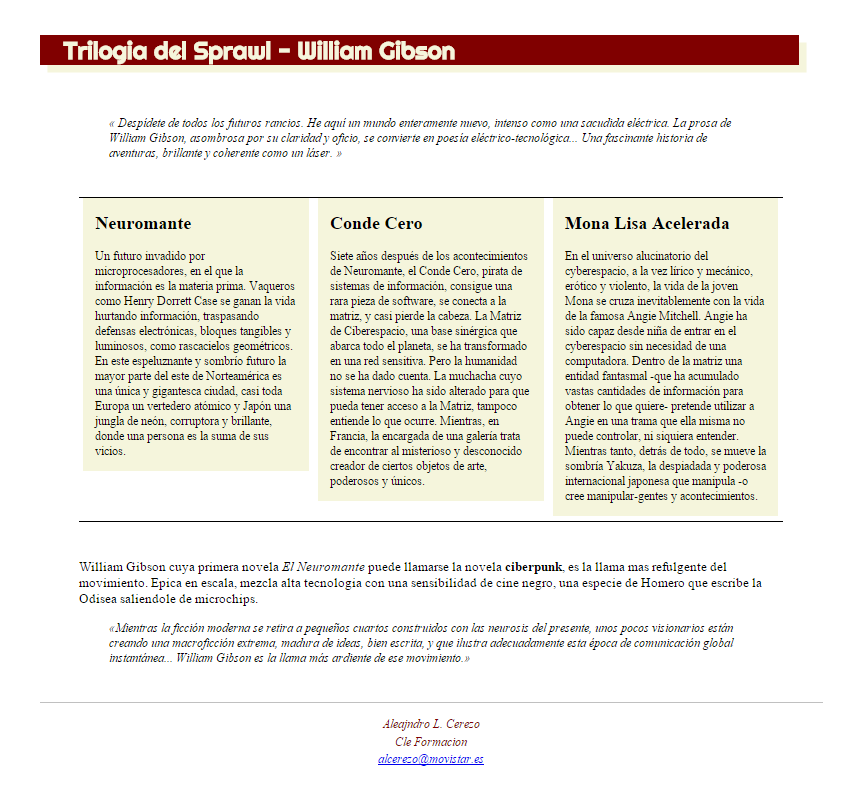 Trilogia del Sprawl - William Gibson
« Despídete de todos los futuros rancios. He aquí un mundo enteramente nuevo, intenso como una sacudida eléctrica. La prosa de
William Gibson, asombrosa por su claridad y oficio, se convierte en poesía eléctrico-tecnológica... Una fascinante historia de
aventuras, brillante y coherente como un láser. »
Neuromante
Un futuro invadido por
microprocesadores, en el que la
información es la materia prima. Vaqueros
como Henry Dorrett Case se ganan la vida
hurtando información, traspasando
defensas electrónicas, bloques tangibles y
luminosos, como rascacielos geométricos.
En este espeluznante y sombrío futuro la
mayor parte del este de Norteamérica es
una única y gigantesca ciudad, casi toda
Europa un vertedero atómico y Japón una
jungla de neón, corruptora y brillante,
donde una persona es la suma de sus
vicios.
Conde Cero
Siete años después de los acontecimientos
de Neuromante, el Conde Cero, pirata de
sistemas de información, consigue una
rara pieza de software, se conecta a la
matriz, y casi pierde la cabeza. La Matriz
de Ciberespacio, una base sinérgica que
abarca todo el planeta, se ha transformado
en una red sensitiva. Pero la humanidad
no se ha dado cuenta. La muchacha cuyo
sistema nervioso ha sido alterado para que
pueda tener acceso a la Matriz, tampoco
entiende lo que ocurre. Mientras, en
Francia, la encargada de una galería trata
de encontrar al misterioso y desconocido
creador de ciertos objetos de arte,
poderosos y únicos.
Mona Lisa Acelerada
En el universo alucinatorio del
cyberespacio, a la vez lírico y mecánico,
erótico y violento, la vida de la joven
Mona se cruza inevitablemente con la vida
de la famosa Angie Mitchell. Angie ha
sido capaz desde niña de entrar en el
cyberespacio sin necesidad de una
computadora. Dentro de la matriz una
entidad fantasmal -que ha acumulado
vastas cantidades de información para
obtener lo que quiere- pretende utilizar a
Angie en una trama que ella misma no
puede controlar, ni siquiera entender.
Mientras tanto, detrás de todo, se mueve la
sombría Yakuza, la despiadada y poderosa
internacional japonesa que manipula -o
cree manipular-gentes y acontecimientos.
William Gibson cuya primera novela El Neuromante puede llamarse la novela ciberpunk, es la llama mas refulgente del
movimiento. Epica en escala, mezcla alta tecnologia con una sensibilidad de cine negro, una especie de Homero que escribe la
Odisea saliendole de microchips.
«Mientras la ficción moderna se retira a pequeños cuartos construidos con las neurosis del presente, unos pocos visionarios están
creando una macroficción extrema, madura de ideas, bien escrita, y que ilustra adecuadamente esta época de comunicación global
instantánea... William Gibson es la llama más ardiente de ese movimiento.»
Aleajndro L. Cerezo
Cle Formacion
alcerezo@movistar.es